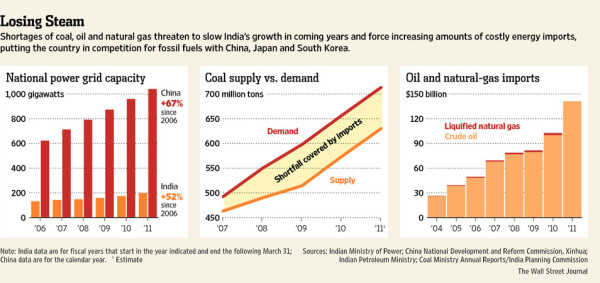 Losing Steam
Shortages of coal, oil and natural gas threaten to slow India's growth in coming years and force increasing amounts of costly energy imports,
putting the country in competition for fossil fuels with China, Japan and South Korea.
National power grid capacity
1,000 gigawatts
800
600
400
200
0
'06 '07 '08 '09 '10 '11
China
+67%
since
2006
India
+52%
since
2006
Coal supply vs. demand
700 million tons
650
600
550
500
450
'07 '08 '09 '10 '11¹
Demand
Shortfall covered by imports
Supply
Oil and natural-gas imports
$150 billion
120
90
60
30
0
'04 '05 '06 '07 '08 '09 '10 '11
Liquified natural gas
Crude oil
Note: India data are for fiscal years that start in the year indicated and end the following March 31;
China data are for the calendar year. ¹ Estimate
Sources: Indian Ministry of Power; China National Development and Reform Commission, Xinhua;
Indian Petroleum Ministry; Coal Ministry Annual Reports/India Planning Commission
The Wall Street Journal